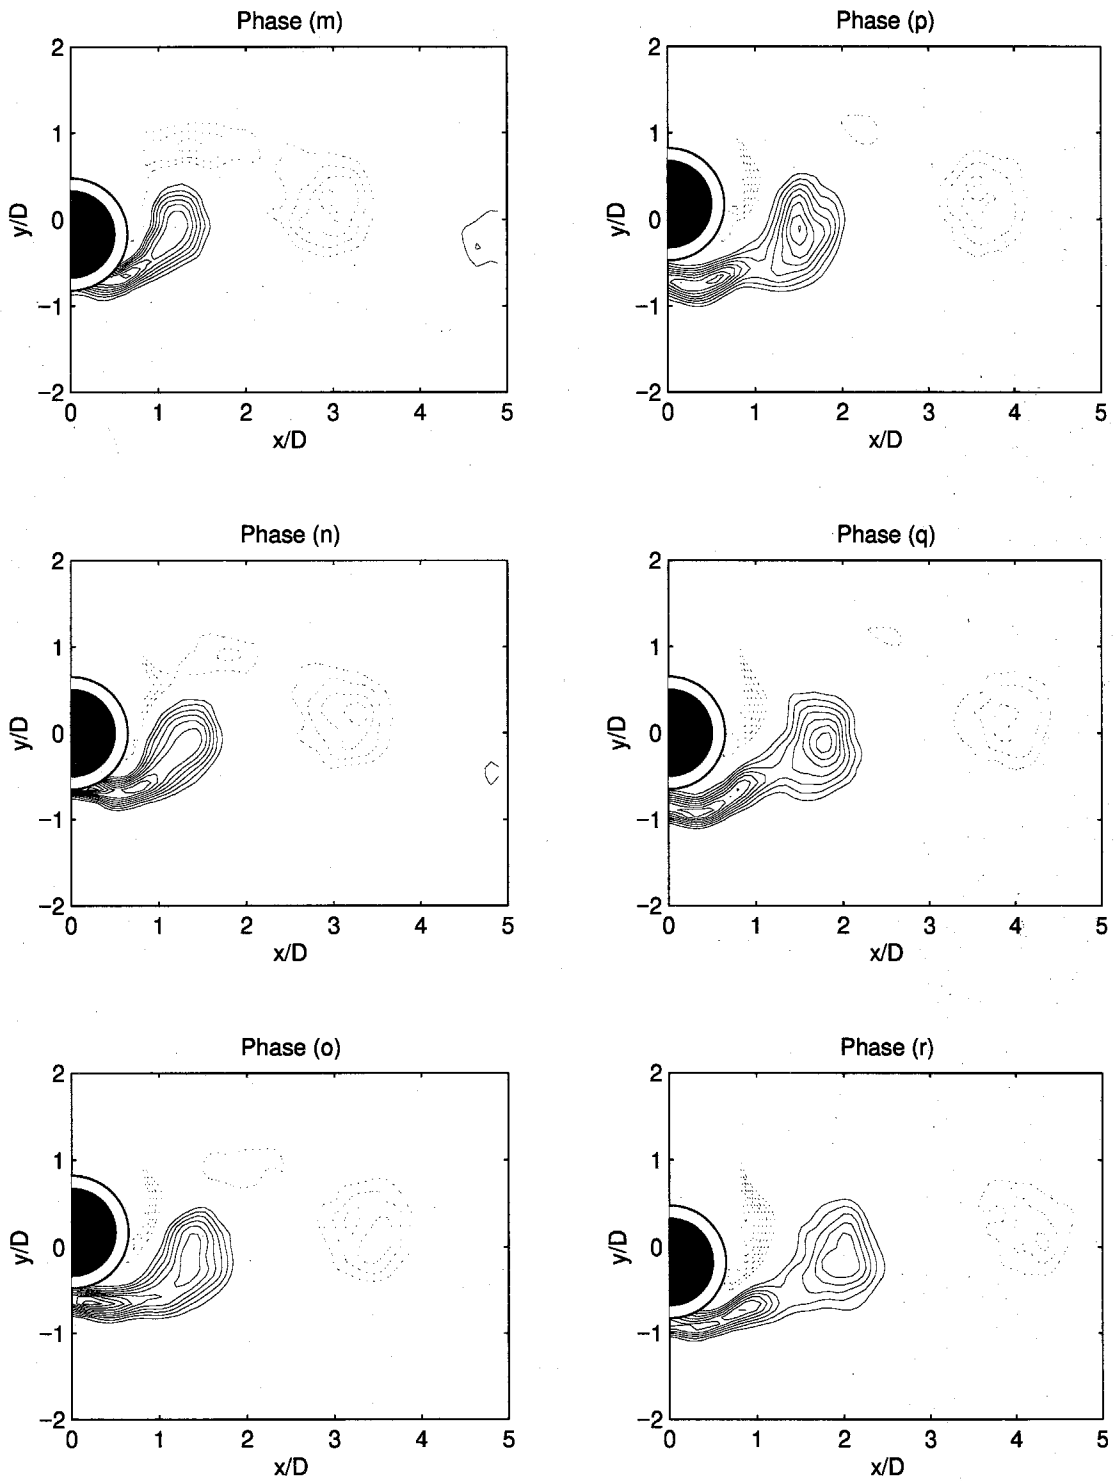 Phase (m)
2
1
0
−1
−2
y/D
0 1 2 3 4 5
x/D
Phase (p)
2
1
0
−1
−2
y/D
0 1 2 3 4 5
x/D
Phase (n)
2
1
0
−1
−2
y/D
0 1 2 3 4 5
x/D
Phase (q)
2
1
0
−1
−2
y/D
0 1 2 3 4 5
x/D
Phase (o)
2
1
0
−1
−2
y/D
0 1 2 3 4 5
x/D
Phase (r)
2
1
0
−1
−2
y/D
0 1 2 3 4 5
x/D